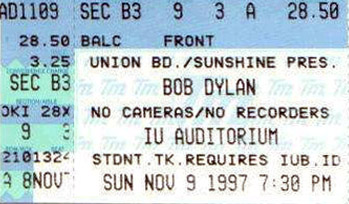 AD1109 SEC B3 9 3 A 28.50
28.50 BALC FRONT
3.25 UNION BD./SUNSHINE PRES.
SEC B3 BOB DYLAN
OKI 28X NO CAMERAS/NO RECORDERS
9 3 IU AUDITORIUM
2101324 STDNT.TK.REQUIRES IUB.ID
A 8NOV7 SUN NOV 9 1997 7:30 PM